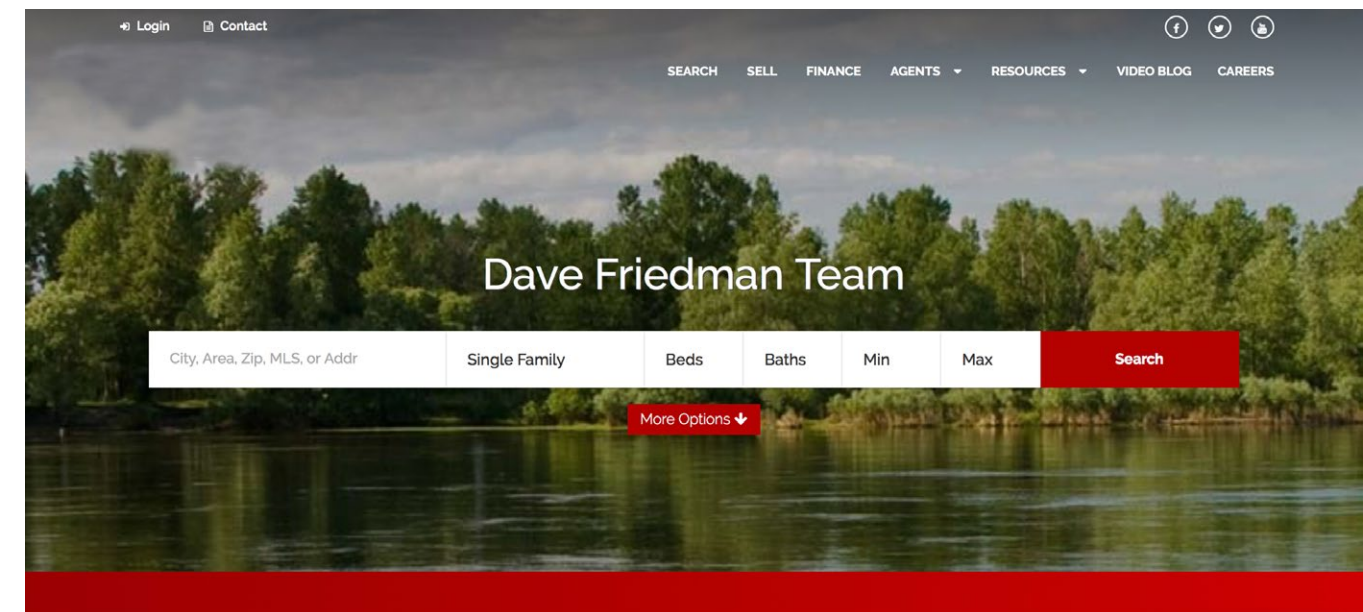 Login Contact
SEARCH SELL FINANCE AGENTS RESOURCES VIDEO BLOG CAREERS
Dave Friedman Team
City, Area, Zip, MLS, or Addr Single Family Beds Baths Min Max Search
More Options